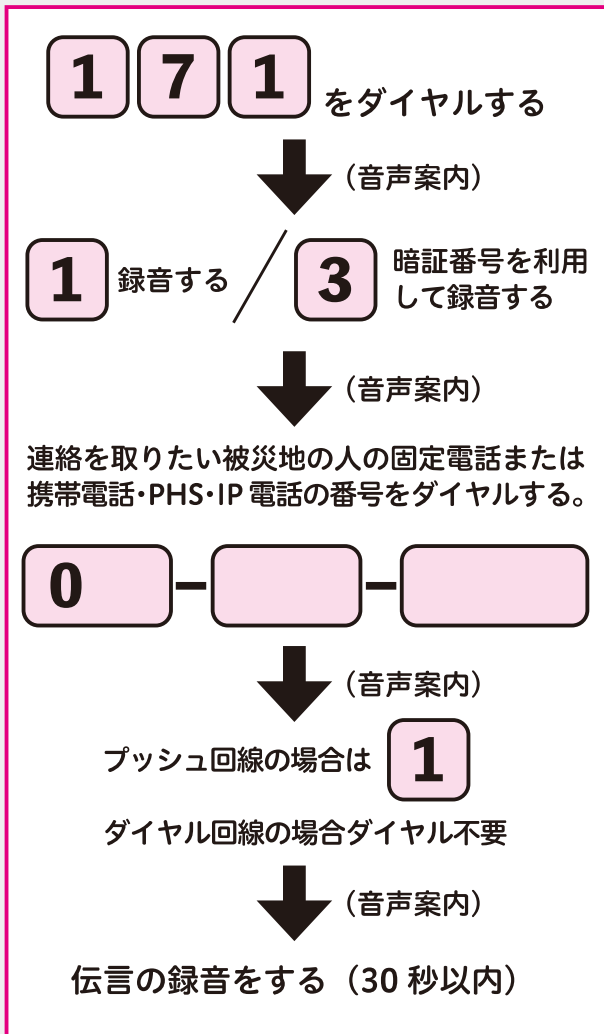 1 7 1 をダイヤルする
（音声案内）
1 録音する / 3 暗証番号を利用
して録音する
（音声案内）
連絡を取りたい被災地の人の固定電話または
携帯電話・PHS・IP 電話の番号をダイヤルする。
0 - -
（音声案内）
プッシュ回線の場合は 1
ダイヤル回線の場合ダイヤル不要
（音声案内）
伝言の録音をする（30 秒以内）